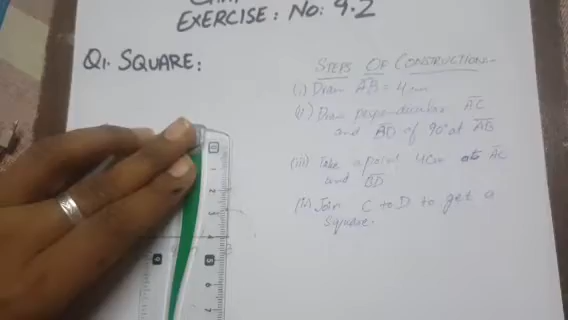 EXERCISE: No: 9.2
Q1. SQUARE:
STEPS OF CONSTRUCTION-
(i) Draw AB = 4cm
(ii) Draw perpendicular AC
and BD of 90° at AB
(iii) Take a point 4cm at AC
and BD
(iv) Join C to D to get a
square.